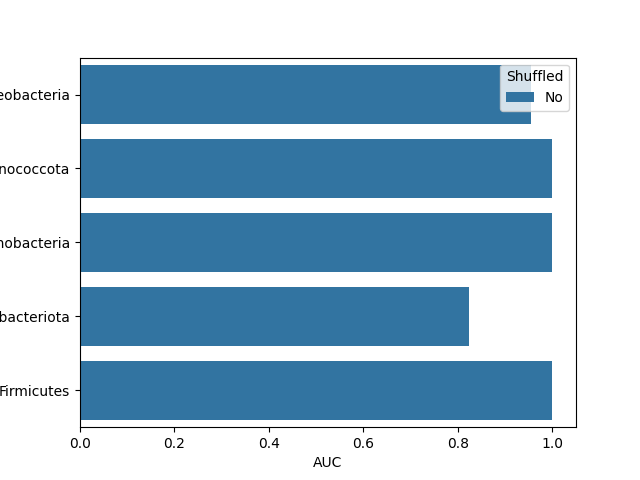 Shuffled
No
eobacteria
nococcota
nobacteria
bacteriota
Firmicutes
0.0 0.2 0.4 0.6 0.8 1.0
AUC